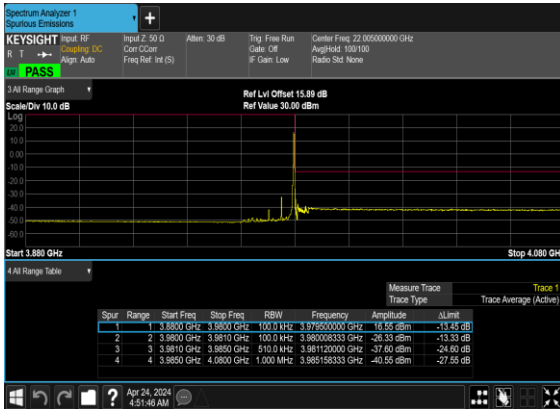 Spectrum Analyzer 1
Spurious Emissions
+
KEYSIGHT Input: RF Input Z: 50 Ω Atten: 30 dB Trig: Free Run Center Freq: 22.005000000 GHz
R T Coupling: DC Corr CCorr Gate: Off Avg|Hold: 100/100
Align: Auto Freq Ref: Int (S) IF Gain: Low Radio Std: None
LXI PASS
3 All Range Graph
Ref Lvl Offset 15.89 dB
Scale/Div 10.0 dB Ref Value 30.00 dBm
Log
20.0
10.0
0.00
-10.0
-20.0
-30.0
-40.0
-50.0
-60.0
Start 3.880 GHz Stop 4.080 GH
4 All Range Table
Measure Trace Trace 1
Trace Type Trace Average (Active)
Spur Range Start Freq Stop Freq RBW Frequency Amplitude ΔLimit
1 1 3.8800 GHz 3.9800 GHz 100.0 kHz 3.979500000 GHz 16.55 dBm -13.45 dB
2 2 3.9800 GHz 3.9810 GHz 100.0 kHz 3.980008333 GHz -26.33 dBm -13.33 dB
3 3 3.9810 GHz 3.9850 GHz 510.0 kHz 3.981120000 GHz -37.60 dBm -24.60 dB
4 4 3.9850 GHz 4.0800 GHz 1.000 MHz 3.985158333 GHz -40.55 dBm -27.55 dB
?
Apr 24, 2024
4:51:46 AM